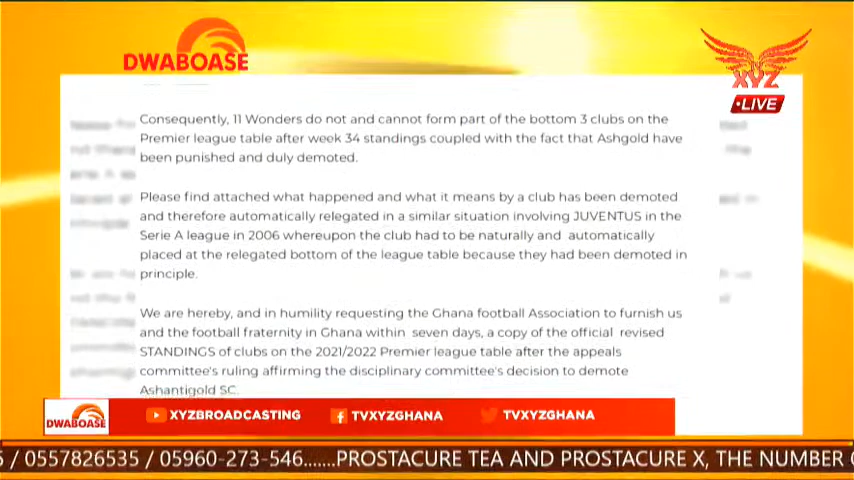 DWABOASE
XYZ
LIVE
Consequently, 11 Wonders do not and cannot form part of the bottom 3 clubs on the
Premier league table after week 34 standings coupled with the fact that Ashgold have
been punished and duly demoted.
Please find attached what happened and what it means by a club has been demoted
and therefore automatically relegated in a similar situation involving JUVENTUS in the
Serie A league in 2006 whereupon the club had to be naturally and automatically
placed at the relegated bottom of the league table because they had been demoted in
principle.
We are hereby, and in humility requesting the Ghana football Association to furnish us
and the football fraternity in Ghana within seven days, a copy of the official revised
STANDINGS of clubs on the 2021/2022 Premier league table after the appeals
committee's ruling affirming the disciplinary committee's decision to demote
Ashantigold SC.
DWABOASE
XYZBROADCASTING
TVXYZGHANA
TVXYZGHANA
/ 0557826535 / 05960-273-546.......PROSTACURE TEA AND PROSTACURE X, THE NUMBER